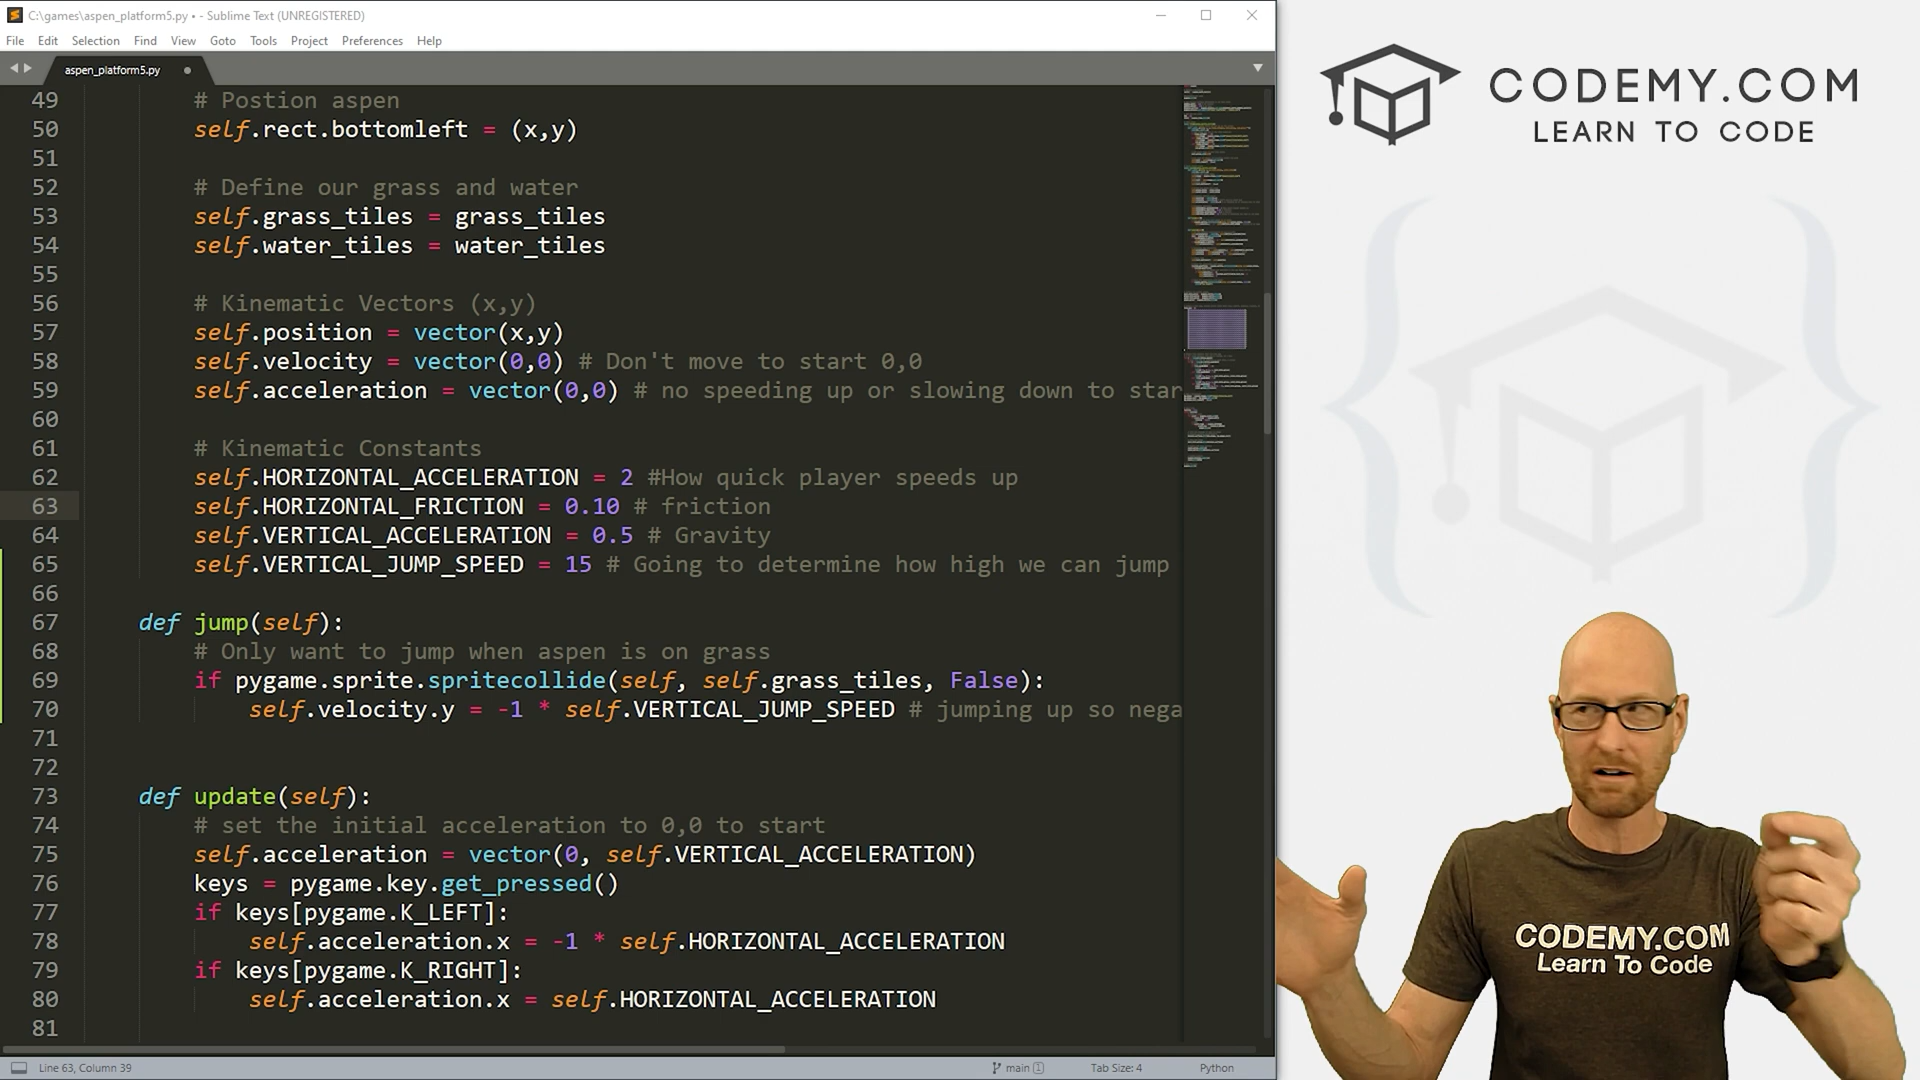 C:\games\aspen_platform5.py • - Sublime Text (UNREGISTERED)
File Edit Selection Find View Goto Tools Project Preferences Help
aspen_platform5.py
49 # Postion aspen
50 self.rect.bottomleft = (x,y)
51
52 # Define our grass and water
53 self.grass_tiles = grass_tiles
54 self.water_tiles = water_tiles
55
56 # Kinematic Vectors (x,y)
57 self.position = vector(x,y)
58 self.velocity = vector(0,0) # Don't move to start 0,0
59 self.acceleration = vector(0,0) # no speeding up or slowing down to star
60
61 # Kinematic Constants
62 self.HORIZONTAL_ACCELERATION = 2 #How quick player speeds up
63 self.HORIZONTAL_FRICTION = 0.10 # friction
64 self.VERTICAL_ACCELERATION = 0.5 # Gravity
65 self.VERTICAL_JUMP_SPEED = 15 # Going to determine how high we can jump
66
67 def jump(self):
68 # Only want to jump when aspen is on grass
69 if pygame.sprite.spritecollide(self, self.grass_tiles, False):
70 self.velocity.y = -1 * self.VERTICAL_JUMP_SPEED # jumping up so nega
71
72
73 def update(self):
74 # set the initial acceleration to 0,0 to start
75 self.acceleration = vector(0, self.VERTICAL_ACCELERATION)
76 keys = pygame.key.get_pressed()
77 if keys[pygame.K_LEFT]:
78 self.acceleration.x = -1 * self.HORIZONTAL_ACCELERATION
79 if keys[pygame.K_RIGHT]:
80 self.acceleration.x = self.HORIZONTAL_ACCELERATION
81
Line 63, Column 39 main 1 Tab Size: 4 Python
CODEMY.COM
LEARN TO CODE
CODEMY.COM
Learn To Code